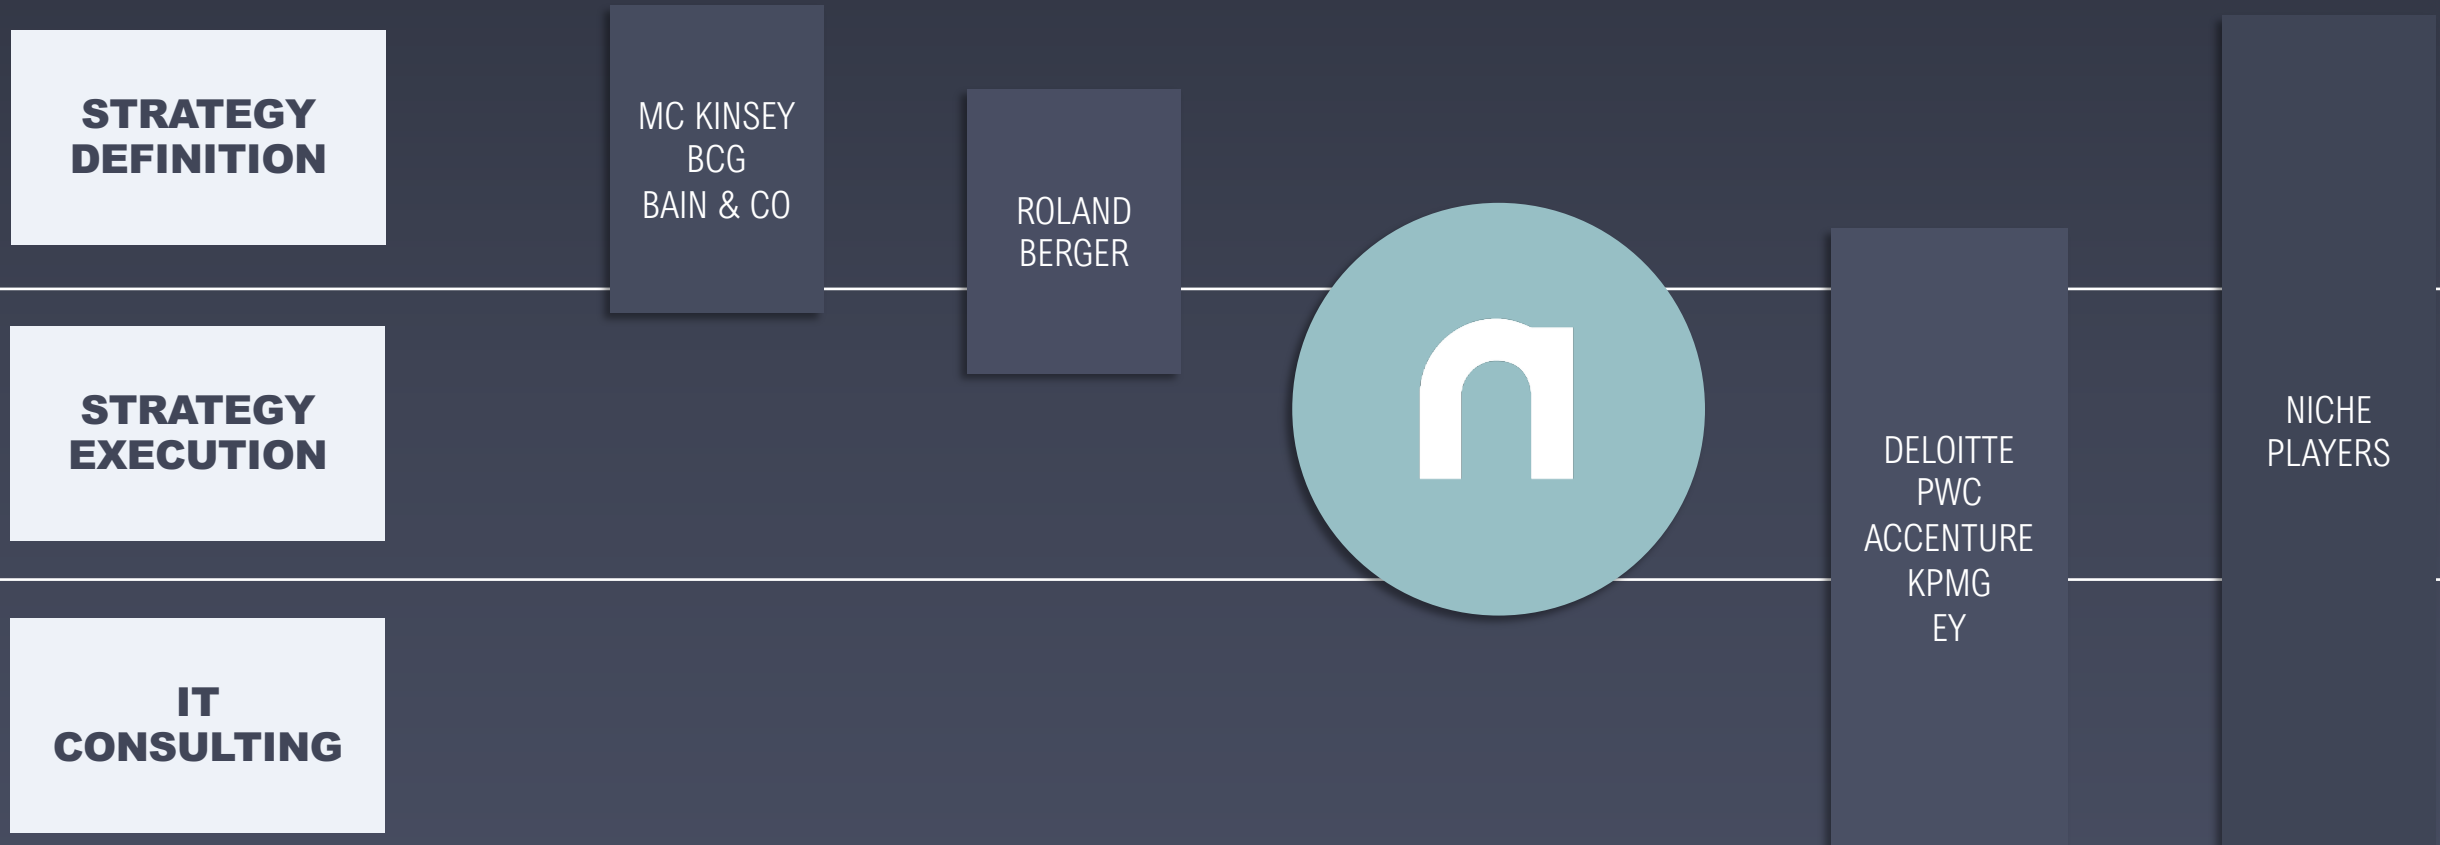 STRATEGY
DEFINITION
MC KINSEY
BCG
BAIN & CO
ROLAND
BERGER
STRATEGY
EXECUTION
n
DELOITTE
PWC
ACCENTURE
KPMG
EY
NICHE
PLAYERS
IT
CONSULTING